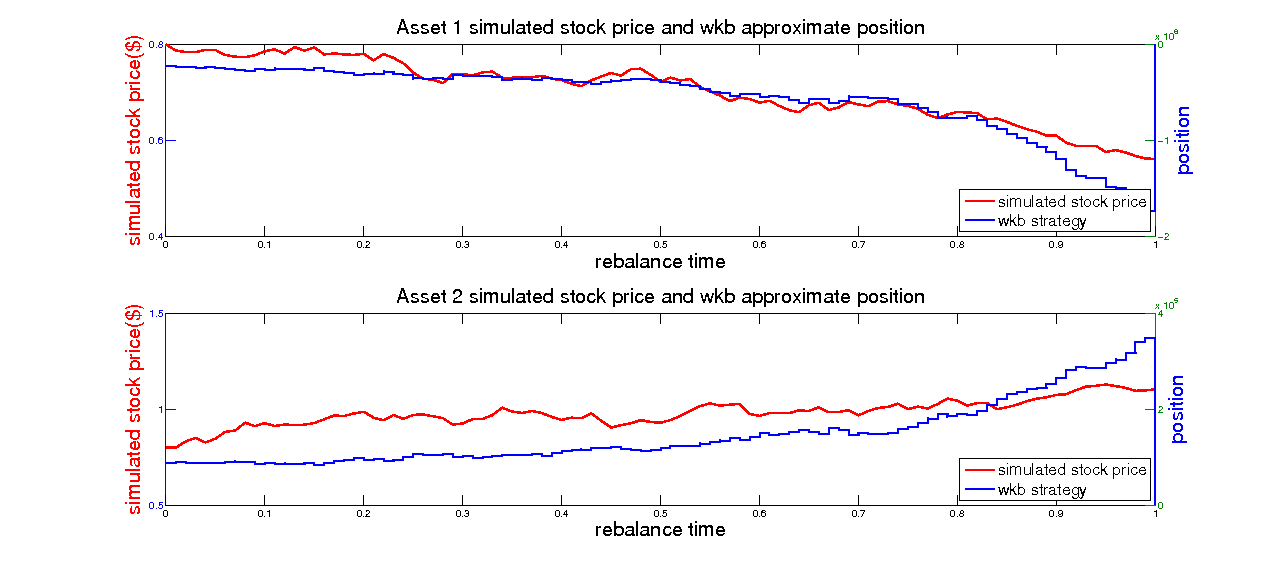 Asset 1 simulated stock price and wkb approximate position
simulated stock price($)
0.8
0.6
0.4
0 0.1 0.2 0.3 0.4 0.5 0.6 0.7 0.8 0.9 1
rebalance time
0
-1
-2
position
simulated stock price
wkb strategy
Asset 2 simulated stock price and wkb approximate position
simulated stock price($)
1.5
1
0.5
0 0.1 0.2 0.3 0.4 0.5 0.6 0.7 0.8 0.9 1
rebalance time
4
2
0
position
simulated stock price
wkb strategy